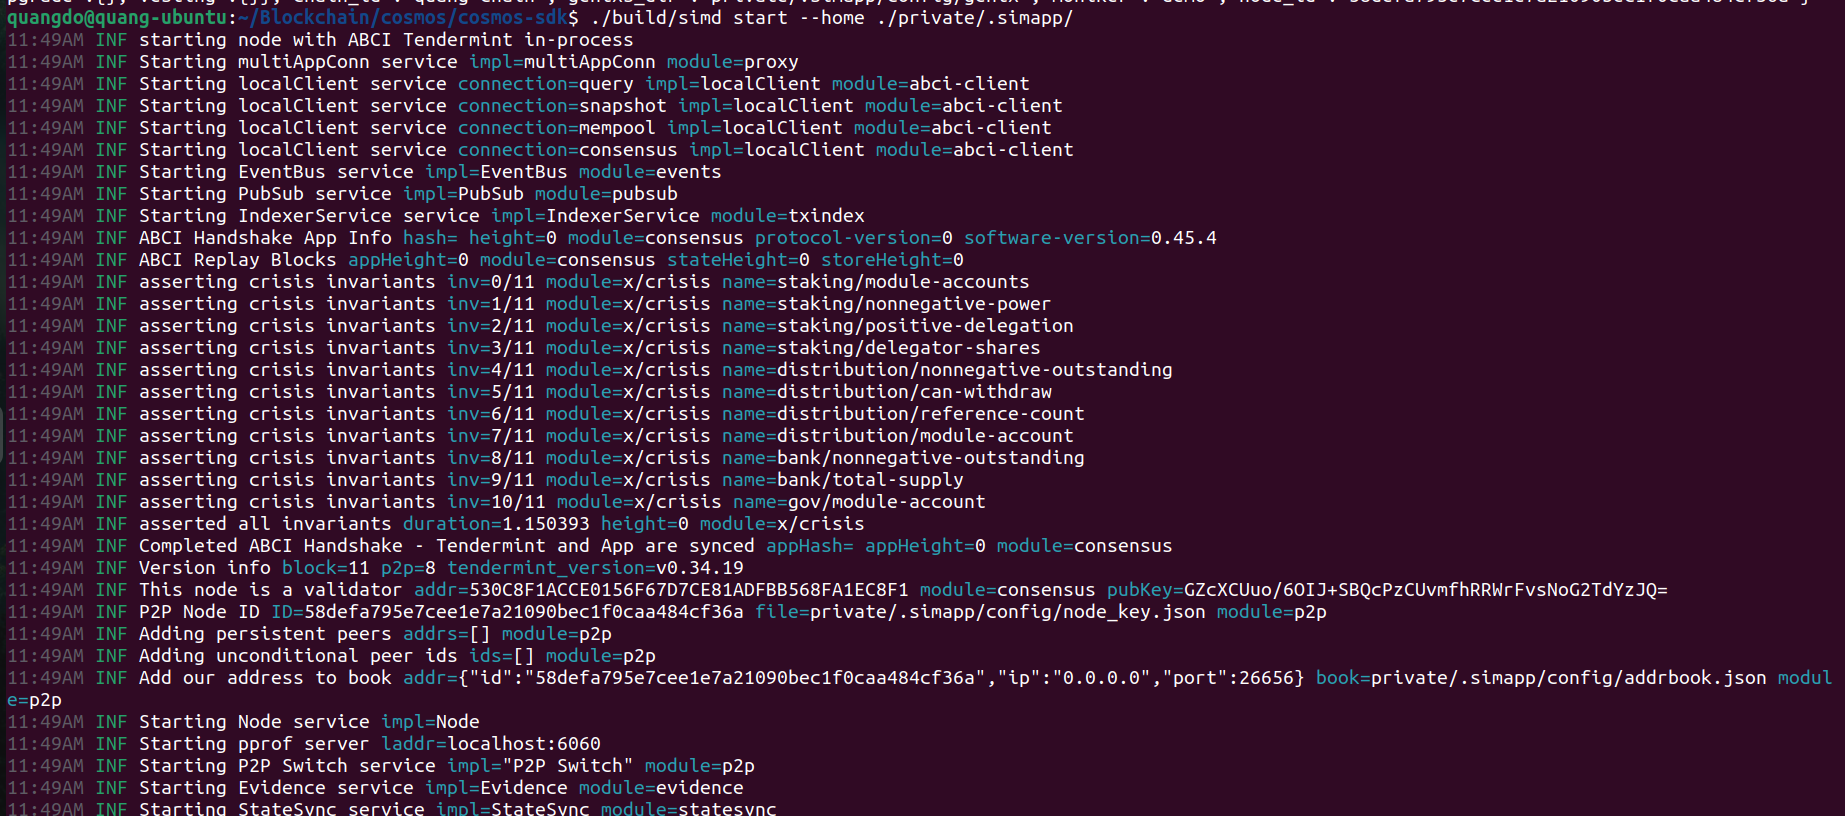 quangdo@quang-ubuntu:~/Blockchain/cosmos/cosmos-sdk$ ./build/simd start --home ./private/.simapp/
11:49AM INF starting node with ABCI Tendermint in-process
11:49AM INF Starting multiAppConn service impl=multiAppConn module=proxy
11:49AM INF Starting localClient service connection=query impl=localClient module=abci-client
11:49AM INF Starting localClient service connection=snapshot impl=localClient module=abci-client
11:49AM INF Starting localClient service connection=mempool impl=localClient module=abci-client
11:49AM INF Starting localClient service connection=consensus impl=localClient module=abci-client
11:49AM INF Starting EventBus service impl=EventBus module=events
11:49AM INF Starting PubSub service impl=PubSub module=pubsub
11:49AM INF Starting IndexerService service impl=IndexerService module=txindex
11:49AM INF ABCI Handshake App Info hash= height=0 module=consensus protocol-version=0 software-version=0.45.4
11:49AM INF ABCI Replay Blocks appHeight=0 module=consensus stateHeight=0 storeHeight=0
11:49AM INF asserting crisis invariants inv=0/11 module=x/crisis name=staking/module-accounts
11:49AM INF asserting crisis invariants inv=1/11 module=x/crisis name=staking/nonnegative-power
11:49AM INF asserting crisis invariants inv=2/11 module=x/crisis name=staking/positive-delegation
11:49AM INF asserting crisis invariants inv=3/11 module=x/crisis name=staking/delegator-shares
11:49AM INF asserting crisis invariants inv=4/11 module=x/crisis name=distribution/nonnegative-outstanding
11:49AM INF asserting crisis invariants inv=5/11 module=x/crisis name=distribution/can-withdraw
11:49AM INF asserting crisis invariants inv=6/11 module=x/crisis name=distribution/reference-count
11:49AM INF asserting crisis invariants inv=7/11 module=x/crisis name=distribution/module-account
11:49AM INF asserting crisis invariants inv=8/11 module=x/crisis name=bank/nonnegative-outstanding
11:49AM INF asserting crisis invariants inv=9/11 module=x/crisis name=bank/total-supply
11:49AM INF asserting crisis invariants inv=10/11 module=x/crisis name=gov/module-account
11:49AM INF asserted all invariants duration=1.150393 height=0 module=x/crisis
11:49AM INF Completed ABCI Handshake - Tendermint and App are synced appHash= appHeight=0 module=consensus
11:49AM INF Version info block=11 p2p=8 tendermint_version=v0.34.19
11:49AM INF This node is a validator addr=530C8F1ACCE0156F67D7CE81ADFBB568FA1EC8F1 module=consensus pubKey=GZcXCUuo/6OIJ+SBQcPzCUvmfhRRWrFvsNoG2TdYzJQ=
11:49AM INF P2P Node ID ID=58defa795e7cee1e7a21090bec1f0caa484cf36a file=private/.simapp/config/node_key.json module=p2p
11:49AM INF Adding persistent peers addrs=[] module=p2p
11:49AM INF Adding unconditional peer ids ids=[] module=p2p
11:49AM INF Add our address to book addr={"id":"58defa795e7cee1e7a21090bec1f0caa484cf36a","ip":"0.0.0.0","port":26656} book=private/.simapp/config/addrbook.json modul
e=p2p
11:49AM INF Starting Node service impl=Node
11:49AM INF Starting pprof server laddr=localhost:6060
11:49AM INF Starting P2P Switch service impl="P2P Switch" module=p2p
11:49AM INF Starting Evidence service impl=Evidence module=evidence
11:49AM INF Starting StateSync service impl=StateSync module=statesync